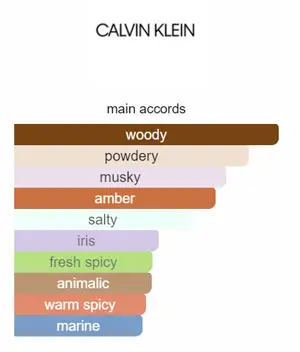 CALVIN KLEIN
main accords
woody
powdery
musky
amber
salty
iris
fresh spicy
animalic
warm spicy
marine